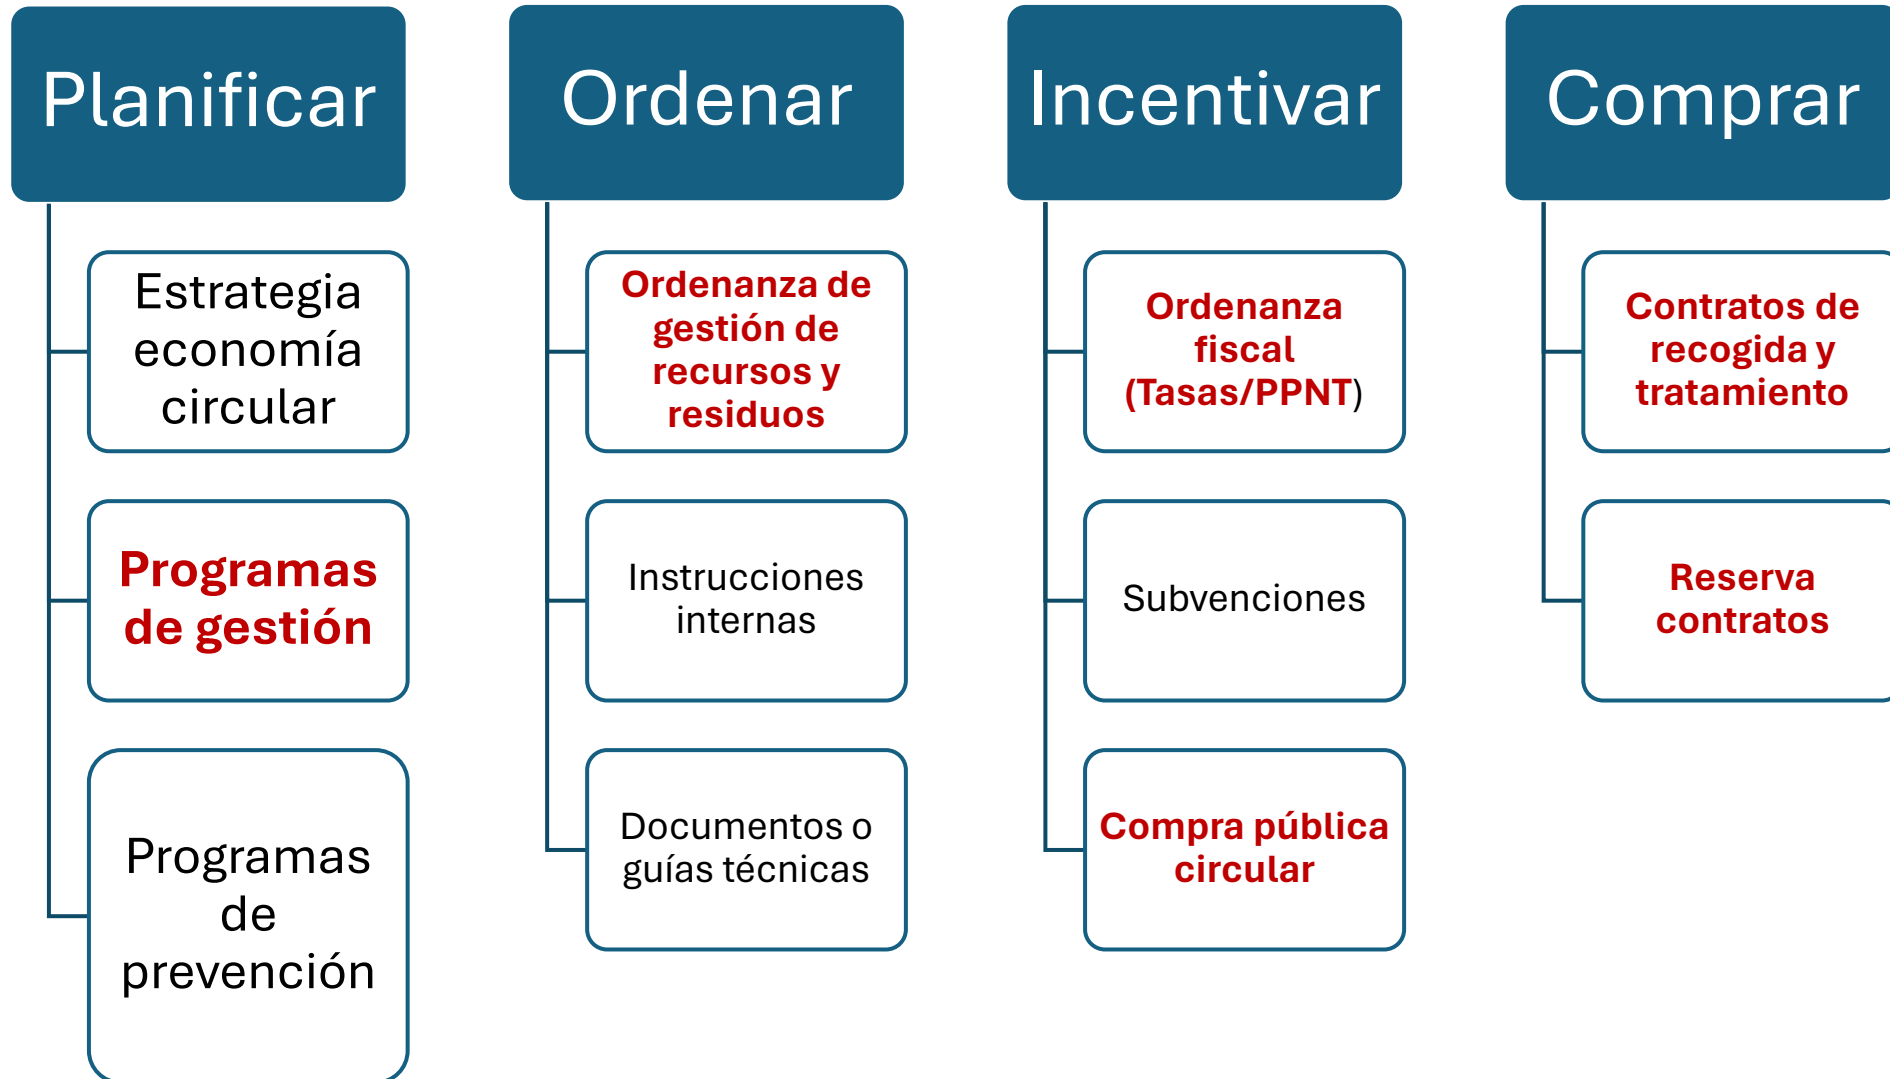 Planificar
Estrategia
economía
circular
Programas
de gestión
Programas
de
prevención
Ordenar
Ordenanza de
gestión de
recursos y
residuos
Instrucciones
internas
Documentos o
guías técnicas
Incentivar
Ordenanza
fiscal
(Tasas/PPNT)
Subvenciones
Compra pública
circular
Comprar
Contratos de
recogida y
tratamiento
Reserva
contratos